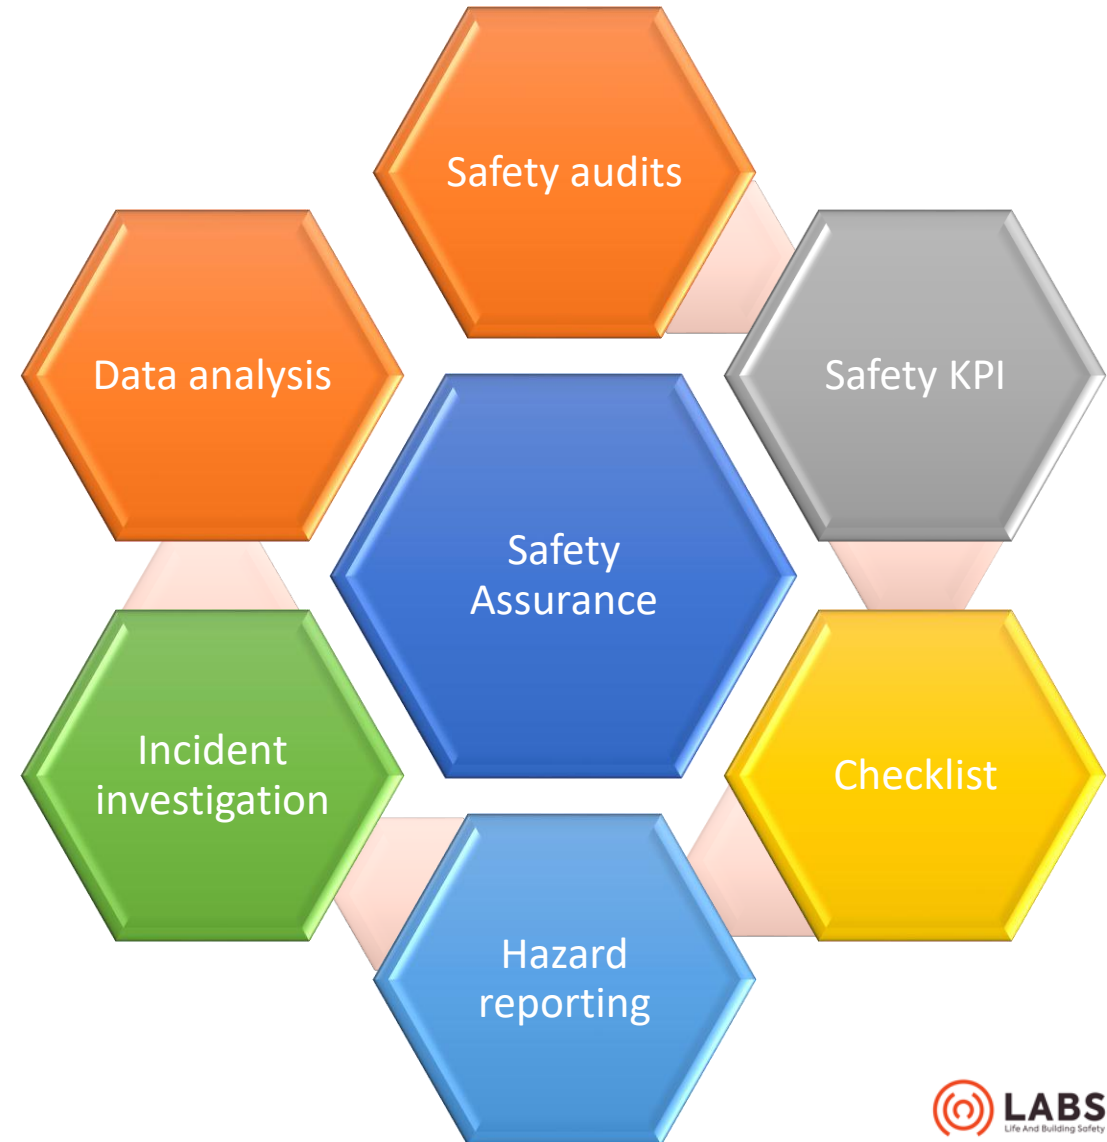 Safety audits
Safety KPI
Checklist
Hazard
reporting
Incident
investigation
Data analysis
Safety
Assurance
LABS
Life And Building Safety